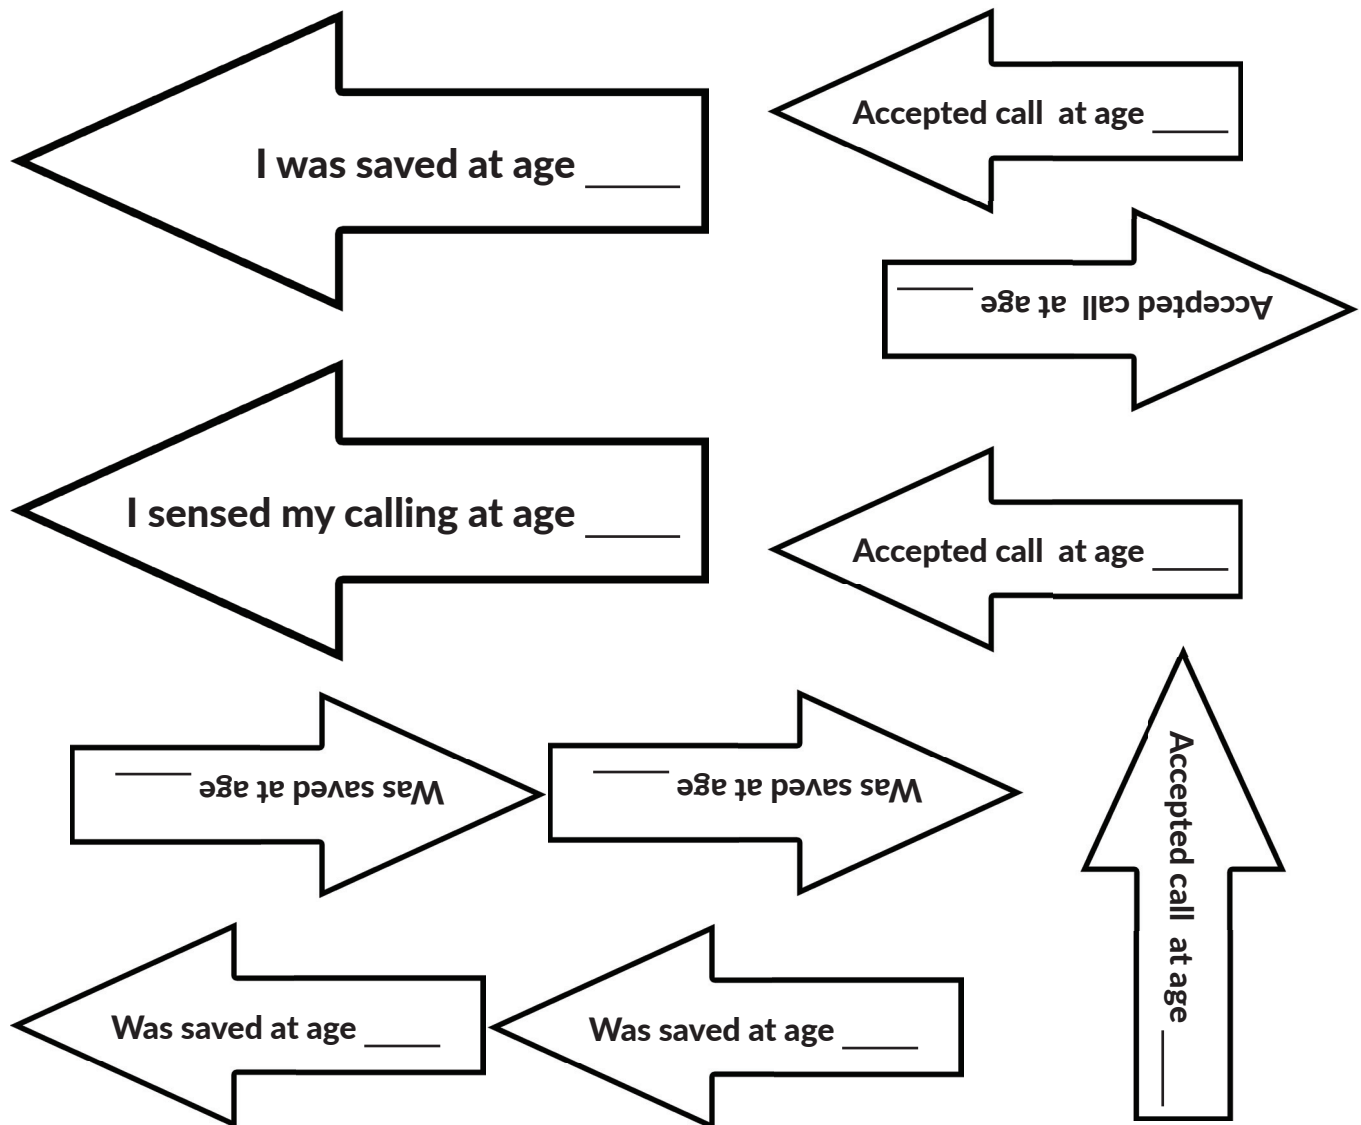 I was saved at age _____
Accepted call at age _____
Accepted call at age _____
I sensed my calling at age _____
Accepted call at age _____
Was saved at age _____
Was saved at age _____
Accepted call at age _____
Was saved at age _____
Was saved at age _____